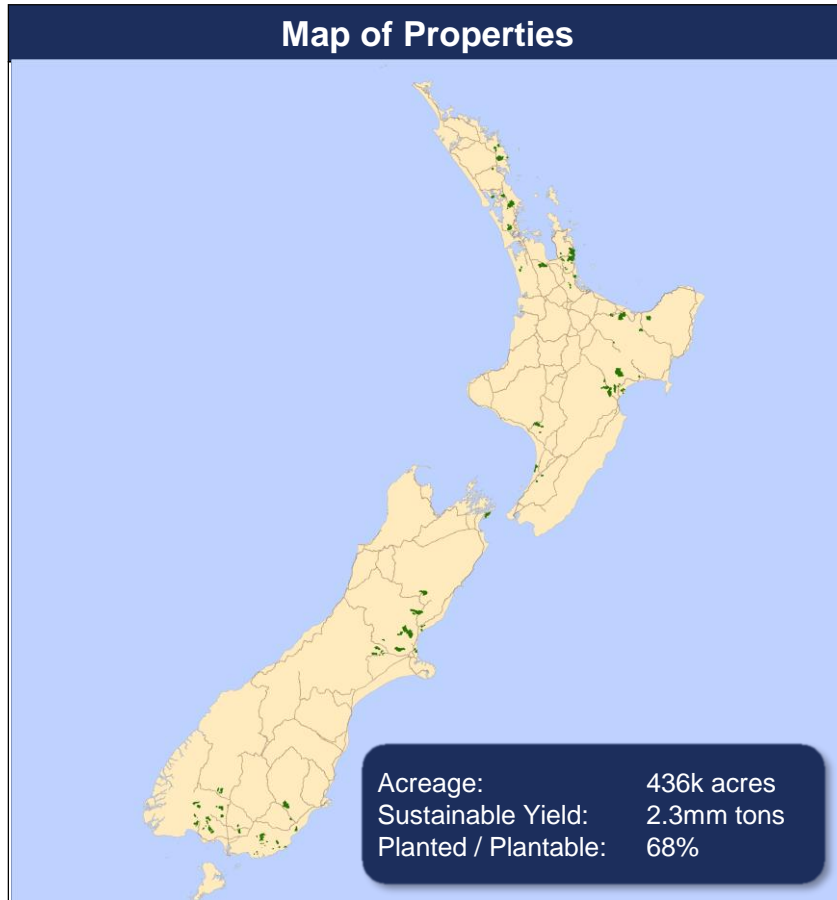 Map of Properties
Acreage: 436k acres
Sustainable Yield: 2.3mm tons
Planted / Plantable: 68%